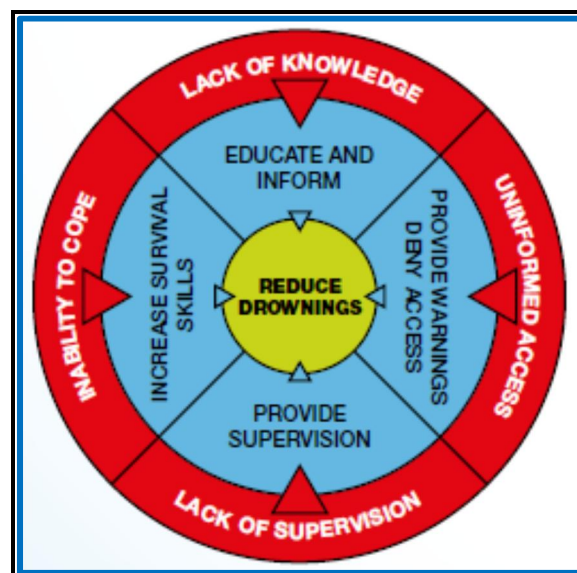 LACK OF KNOWLEDGE
EDUCATE AND
INFORM
UNINFORMED ACCESS
PROVIDE WARNINGS
DENY ACCESS
LACK OF SUPERVISION
PROVIDE
SUPERVISION
INABILITY TO COPE
INCREASE SURVIVAL
SKILLS
REDUCE
DROWNINGS